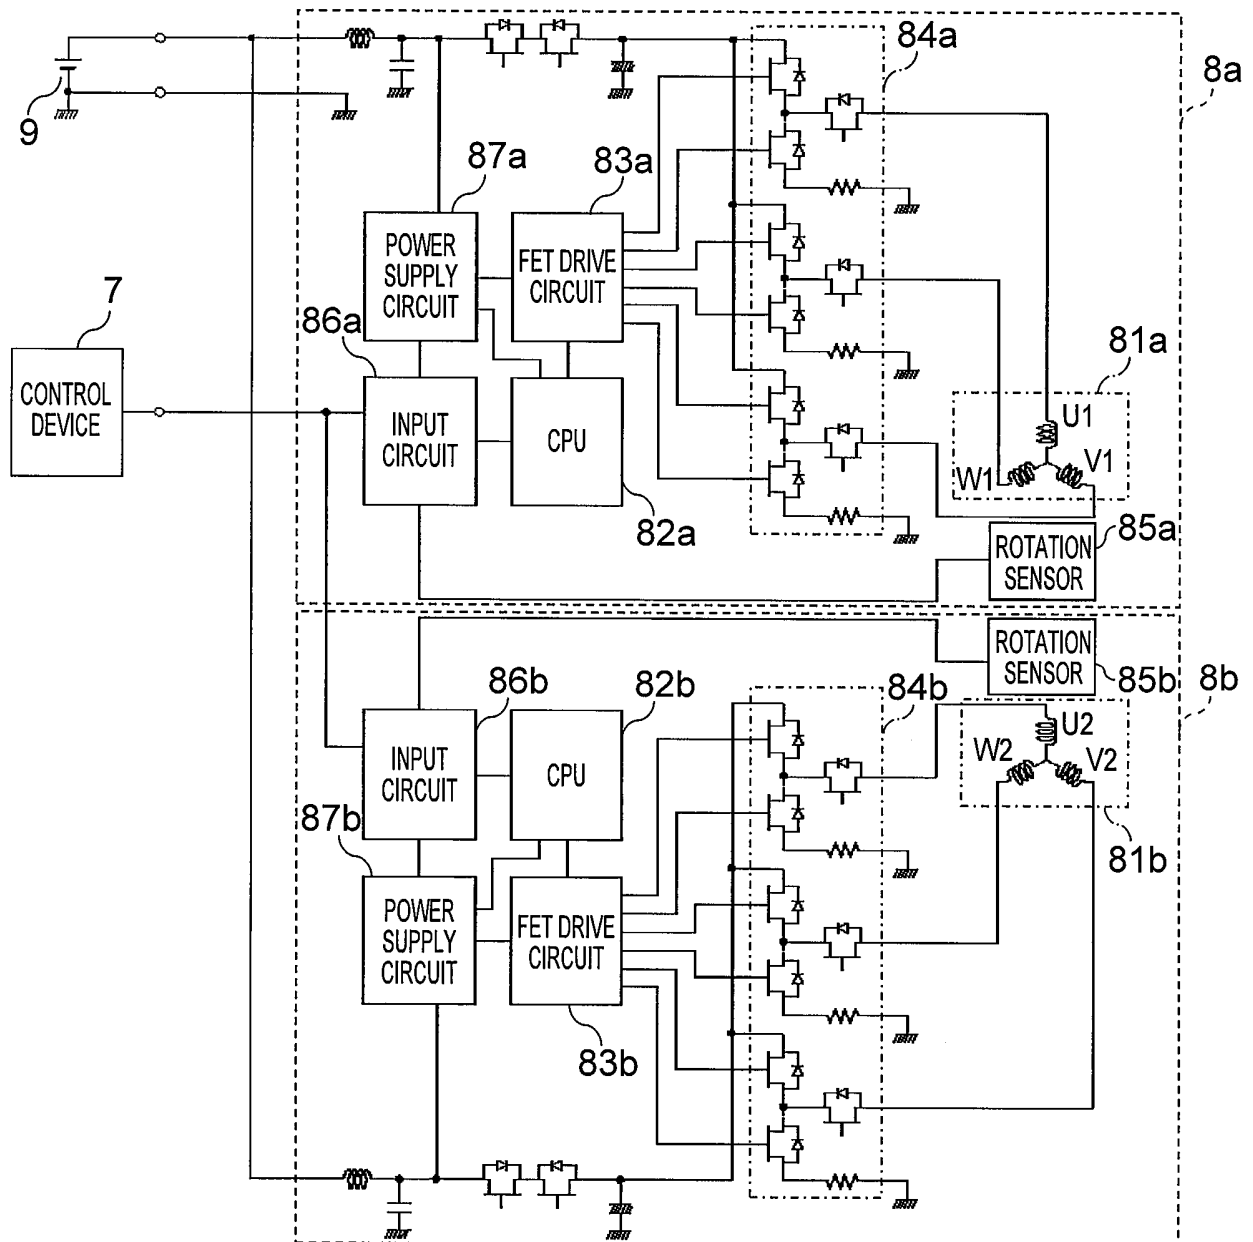 84a
8a
9
87a
83a
POWER
SUPPLY
CIRCUIT
FET DRIVE
CIRCUIT
7
86a
81a
CONTROL
DEVICE
INPUT
CIRCUIT
CPU
U1
W1
V1
82a
85a
ROTATION
SENSOR
ROTATION
SENSOR
86b
82b
84b
85b
8b
INPUT
CIRCUIT
CPU
U2
W2
V2
87b
81b
POWER
SUPPLY
CIRCUIT
FET DRIVE
CIRCUIT
83b